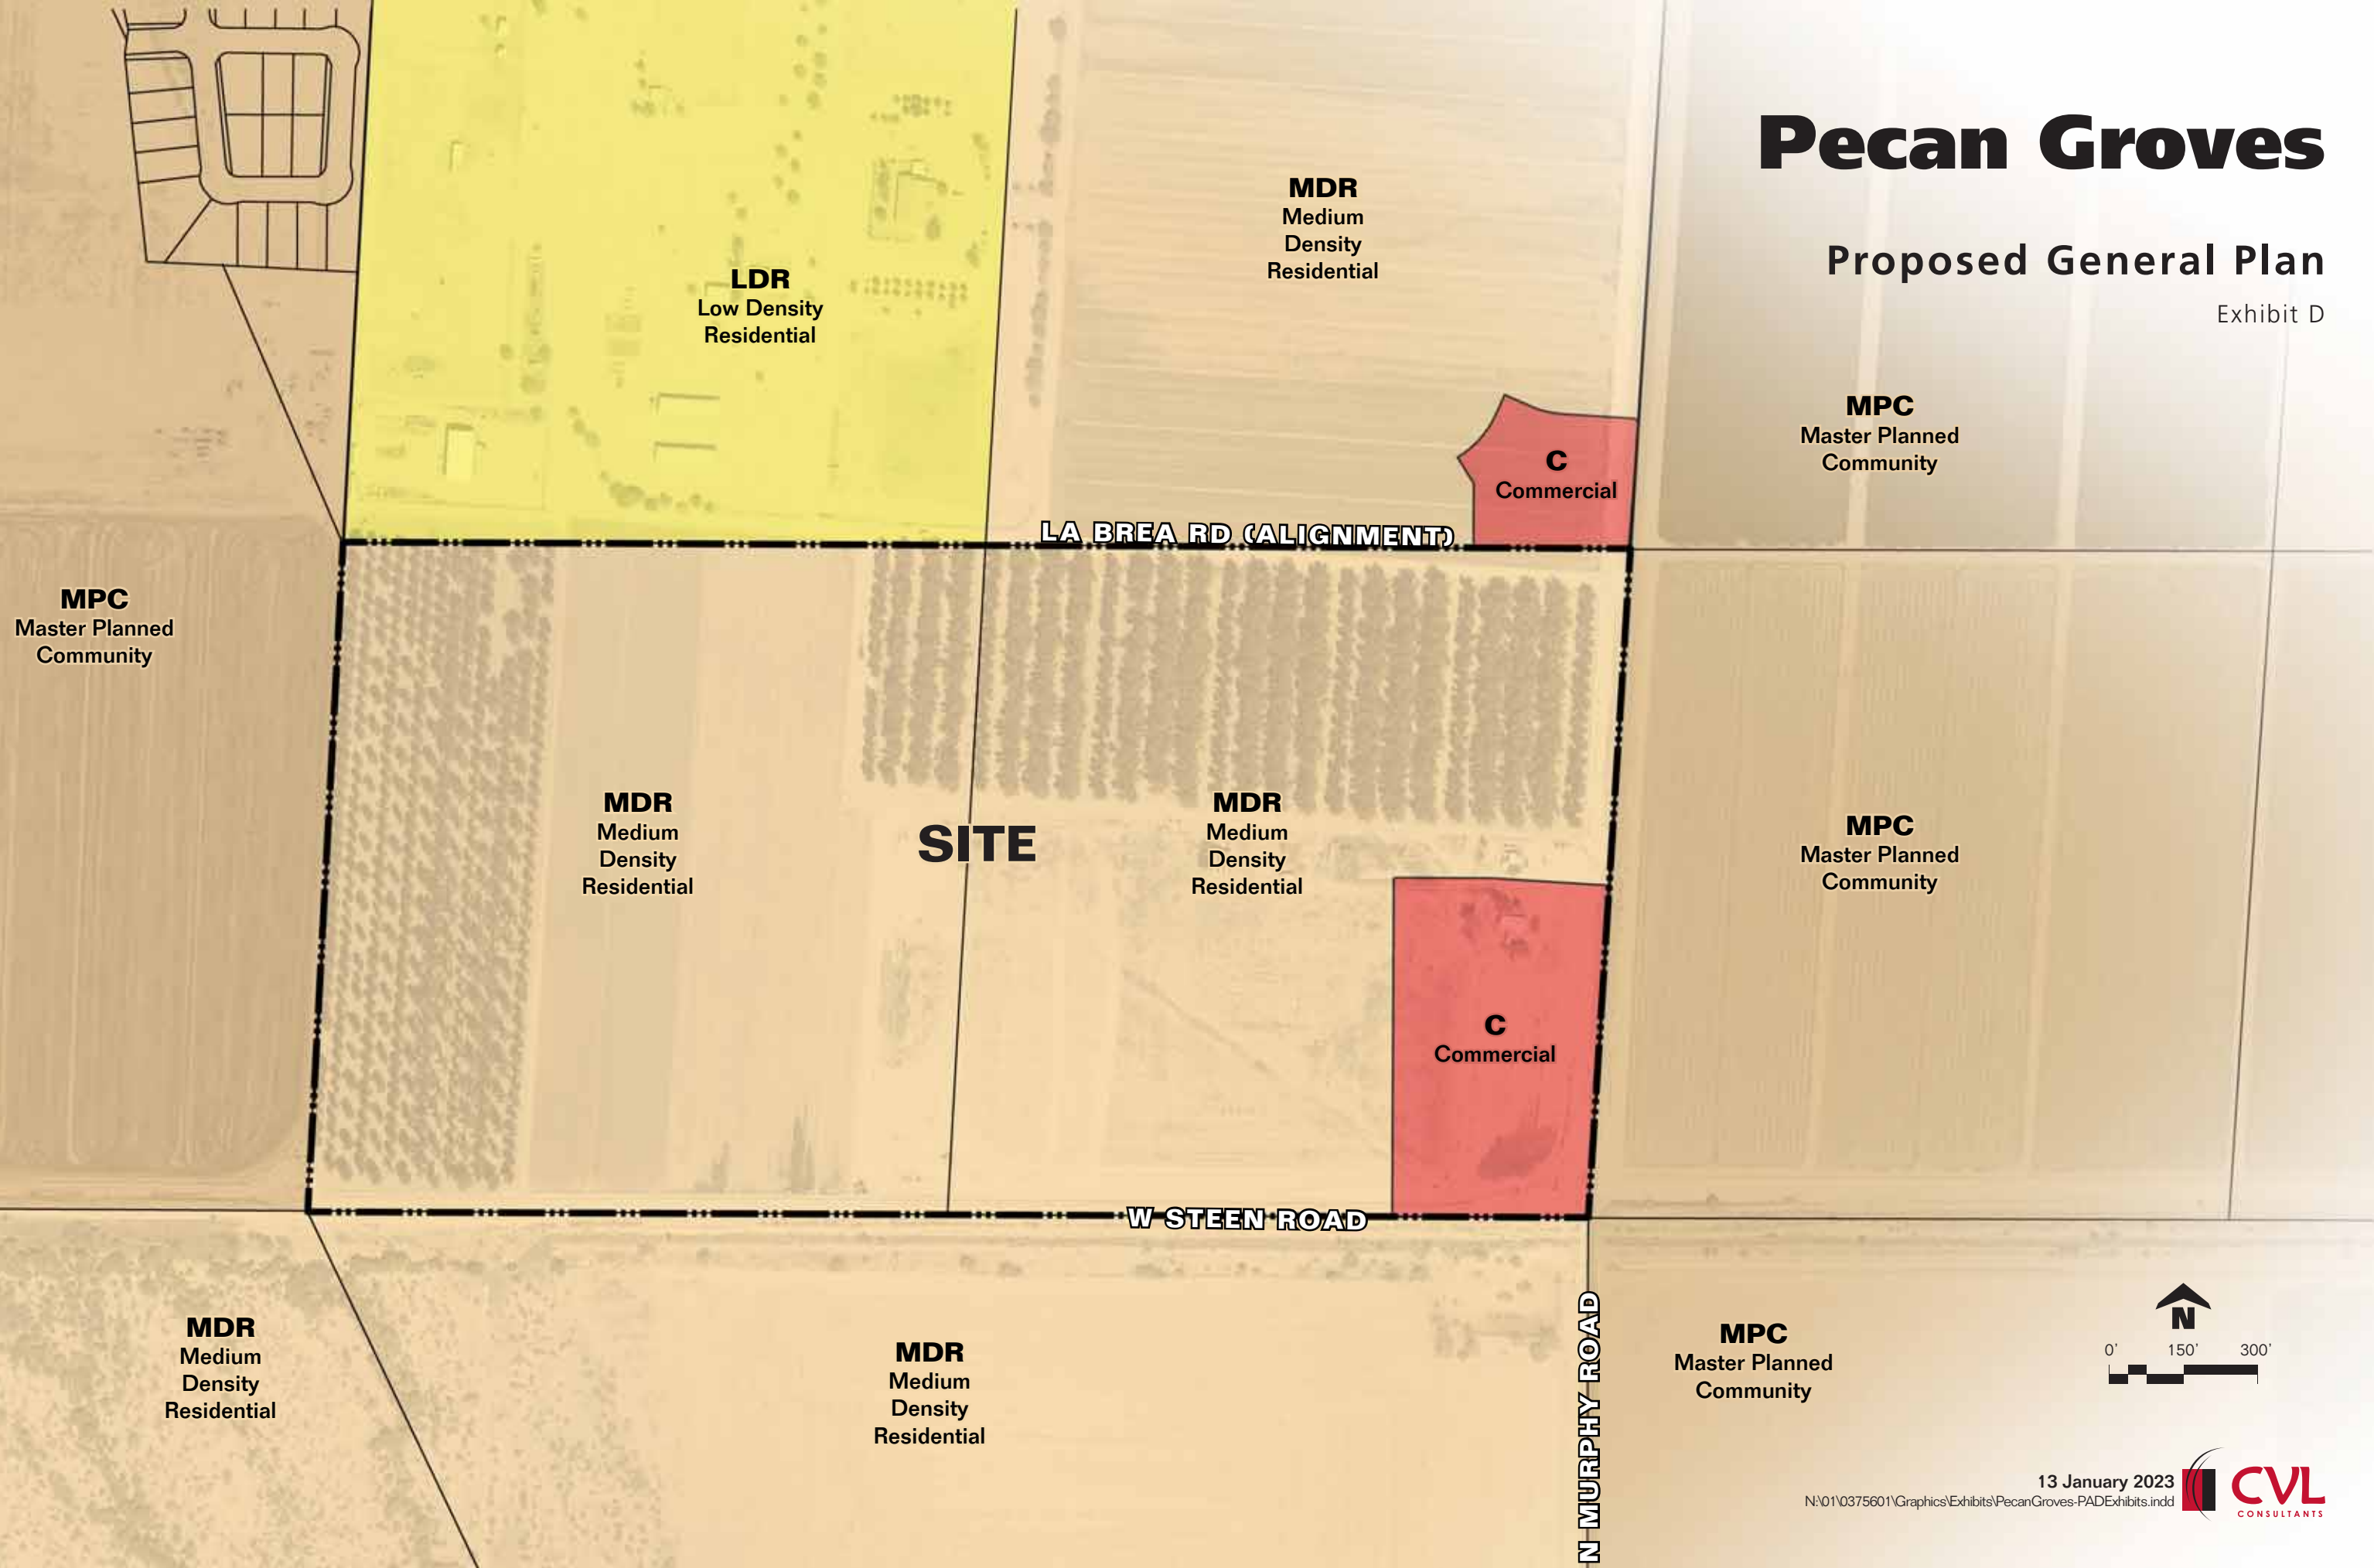 Pecan Groves
Proposed General Plan
Exhibit D
MDR
Medium
Density
Residential
LDR
Low Density
Residential
MPC
Master Planned
Community
C
Commercial
LA BREA RD (ALIGNMENT)
MPC
Master Planned
Community
MDR
Medium
Density
Residential
SITE
MDR
Medium
Density
Residential
MPC
Master Planned
Community
C
Commercial
W STEEN ROAD
MDR
Medium
Density
Residential
MDR
Medium
Density
Residential
N MURPHY ROAD
MPC
Master Planned
Community
N
0' 150' 300'
13 January 2023
N:\01\0375601\Graphics\Exhibits\PecanGroves-PADExhibits.indd
CVL
CONSULTANTS